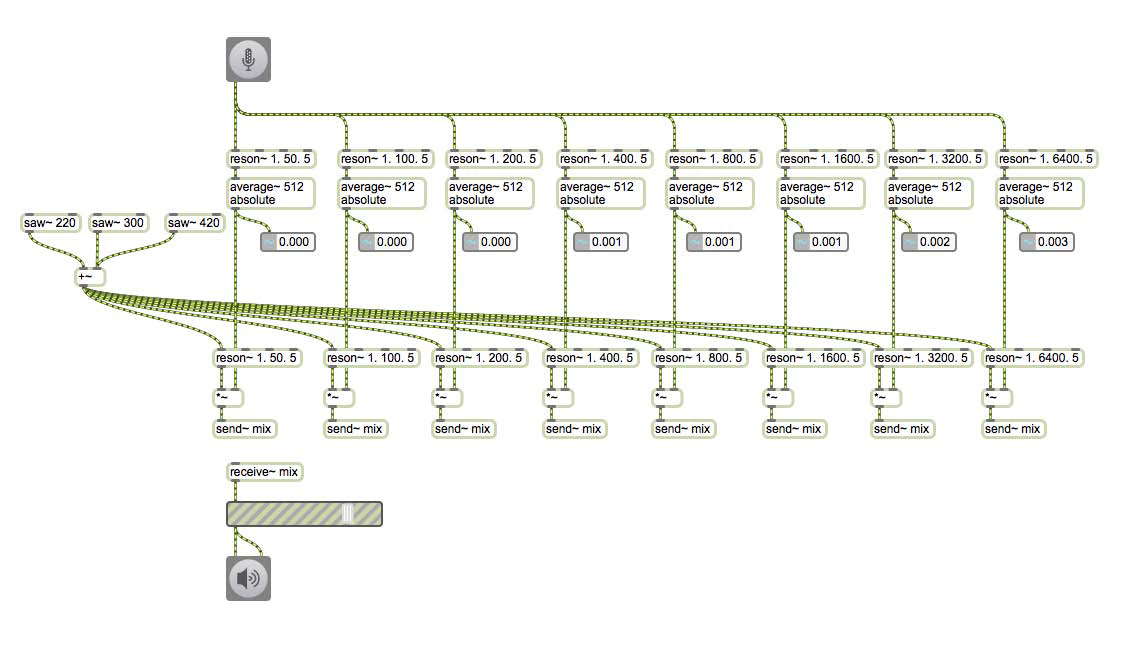 reson~ 1. 50. 5 reson~ 1. 100. 5 reson~ 1. 200. 5 reson~ 1. 400. 5 reson~ 1. 800. 5 reson~ 1. 1600. 5 reson~ 1. 3200. 5 reson~ 1. 6400. 5
average~ 512 average~ 512 average~ 512 average~ 512 average~ 512 average~ 512 average~ 512 average~ 512
absolute absolute absolute absolute absolute absolute absolute absolute
saw~ 220 saw~ 300 saw~ 420
~ 0.000 ~ 0.000 ~ 0.000 ~ 0.001 ~ 0.001 ~ 0.001 ~ 0.002 ~ 0.003
+~
reson~ 1. 50. 5 reson~ 1. 100. 5 reson~ 1. 200. 5 reson~ 1. 400. 5 reson~ 1. 800. 5 reson~ 1. 1600. 5 reson~ 1. 3200. 5 reson~ 1. 6400. 5
*~ *~ *~ *~ *~ *~ *~ *~
send~ mix send~ mix send~ mix send~ mix send~ mix send~ mix send~ mix send~ mix
receive~ mix